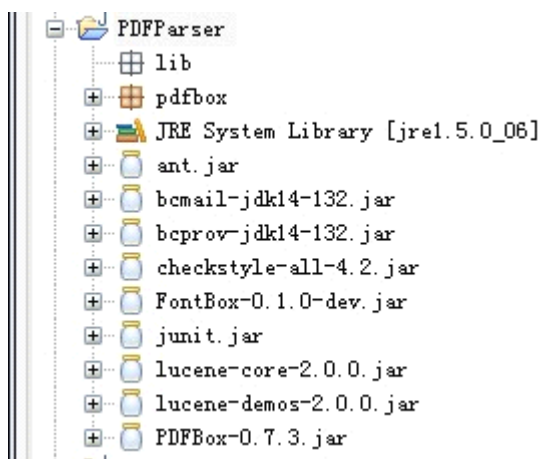 PDFParser
lib
pdfbox
JRE System Library [jre1.5.0_06]
ant.jar
bcmail-jdk14-132.jar
bcprov-jdk14-132.jar
checkstyle-all-4.2.jar
FontBox-0.1.0-dev.jar
junit.jar
lucene-core-2.0.0.jar
lucene-demos-2.0.0.jar
PDFBox-0.7.3.jar